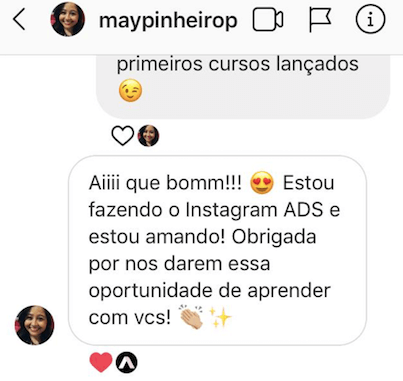 maypinheirop
primeiros cursos lançados
😉
Aiiii que bomm!!! 😍 Estou
fazendo o Instagram ADS e
estou amando! Obrigada
por nos darem essa
oportunidade de aprender
com vcs! 👏🏼✨